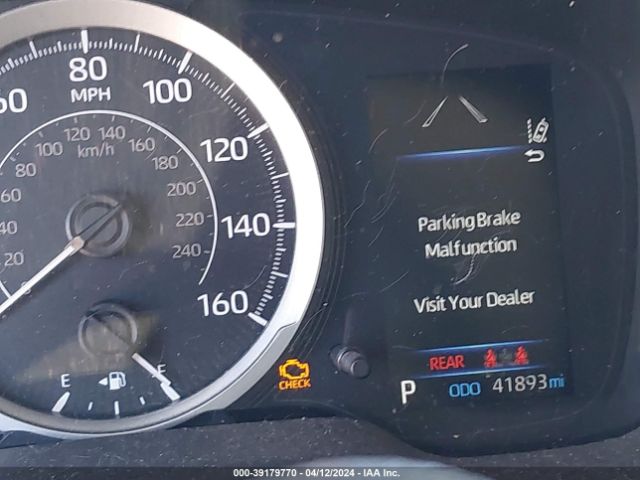 60
80
MPH
100
120
140
160
20
40
60
80
100
120 140
km/h
160
180
200
220
240
E
F
CHECK
Parking Brake
Malfunction
Visit Your Dealer
REAR
P
ODO 41893mi
000-39179770 - 04/12/2024 - IAA Inc.